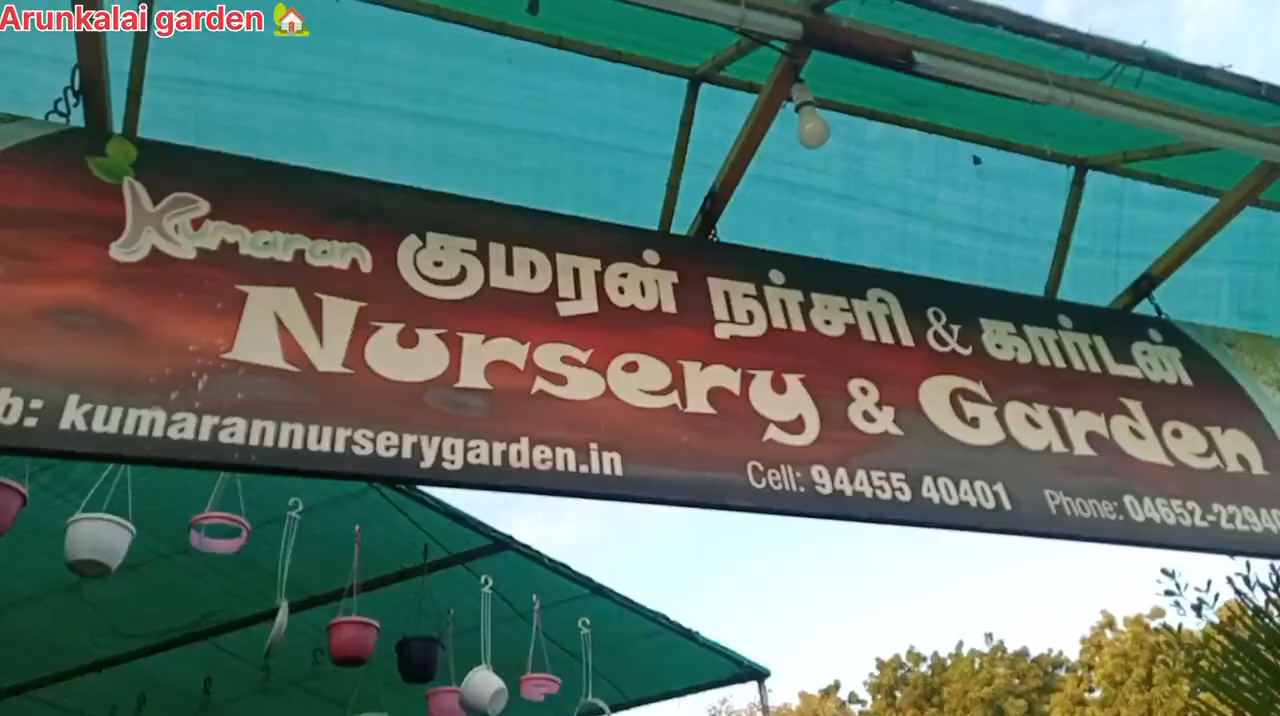 Arunkalai garden
Kumaran குமரன் நர்சரி & கார்டன்
Nursery & Garden
b: kumarannurserygarden.in
Cell: 94455 40401 Phone: 04652-2294